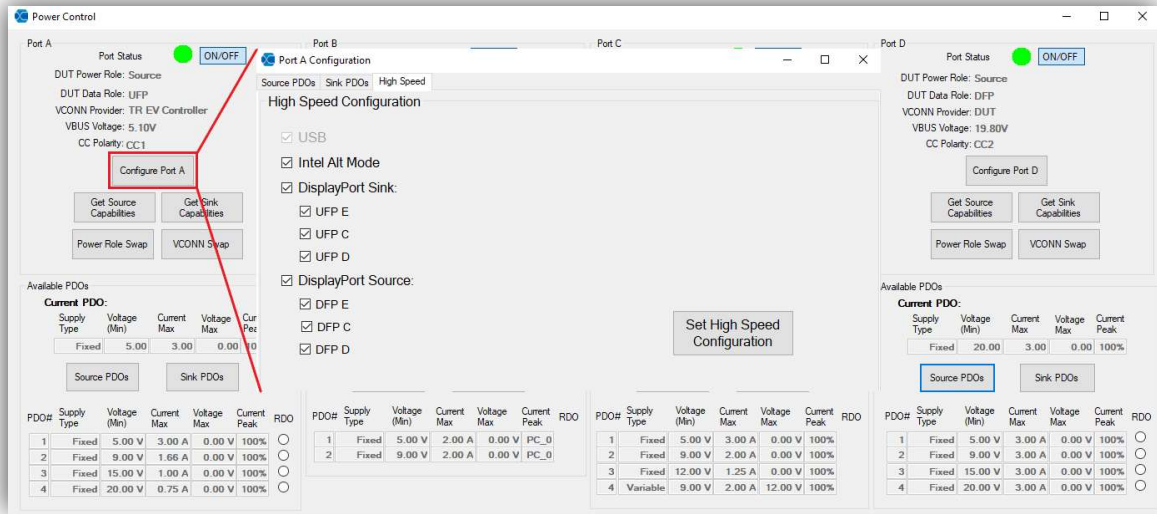 Power Control
Port A
Port Status
ON/OFF
DUT Power Role: Source
DUT Data Role: UFP
VCONN Provider: TR EV Controller
VBUS Voltage: 5.10V
CC Polarity: CC1
Configure Port A
Get Source Capabilities
Get Sink Capabilities
Power Role Swap
VCONN Swap
Port B
Port C
Port A Configuration
Source PDOs Sink PDOs High Speed
High Speed Configuration
USB
Intel Alt Mode
DisplayPort Sink:
UFP E
UFP C
UFP D
DisplayPort Source:
DFP E
DFP C
DFP D
Set High Speed
Configuration
Port D
Port Status
ON/OFF
DUT Power Role: Source
DUT Data Role: DFP
VCONN Provider: DUT
VBUS Voltage: 19.80V
CC Polarity: CC2
Configure Port D
Get Source Capabilities
Get Sink Capabilities
Power Role Swap
VCONN Swap
Available PDOs
Current PDO:
Supply Type Voltage (Min) Current Max Voltage Max
Fixed 5.00 3.00 0.00
Source PDOs
Sink PDOs
PDO# Supply Type Voltage (Min) Current Max Voltage Max Current Peak RDO
1 Fixed 5.00 V 3.00 A 0.00 V 100%
2 Fixed 9.00 V 1.66 A 0.00 V 100%
3 Fixed 15.00 V 1.00 A 0.00 V 100%
4 Fixed 20.00 V 0.75 A 0.00 V 100%
PDO# Supply Type Voltage (Min) Current Max Voltage Max Current Peak RDO
1 Fixed 5.00 V 2.00 A 0.00 V PC_0
2 Fixed 9.00 V 2.00 A 0.00 V PC_0
PDO# Supply Type Voltage (Min) Current Max Voltage Max Current Peak RDO
1 Fixed 5.00 V 3.00 A 0.00 V 100%
2 Fixed 9.00 V 2.00 A 0.00 V 100%
3 Fixed 12.00 V 1.25 A 0.00 V 100%
4 Variable 9.00 V 2.00 A 12.00 V 100%
Available PDOs
Current PDO:
Supply Type Voltage (Min) Current Max Voltage Max Current Peak
Fixed 20.00 3.00 0.00 100%
Source PDOs
Sink PDOs
PDO# Supply Type Voltage (Min) Current Max Voltage Max Current Peak RDO
1 Fixed 5.00 V 3.00 A 0.00 V 100%
2 Fixed 9.00 V 3.00 A 0.00 V 100%
3 Fixed 15.00 V 3.00 A 0.00 V 100%
4 Fixed 20.00 V 3.00 A 0.00 V 100%